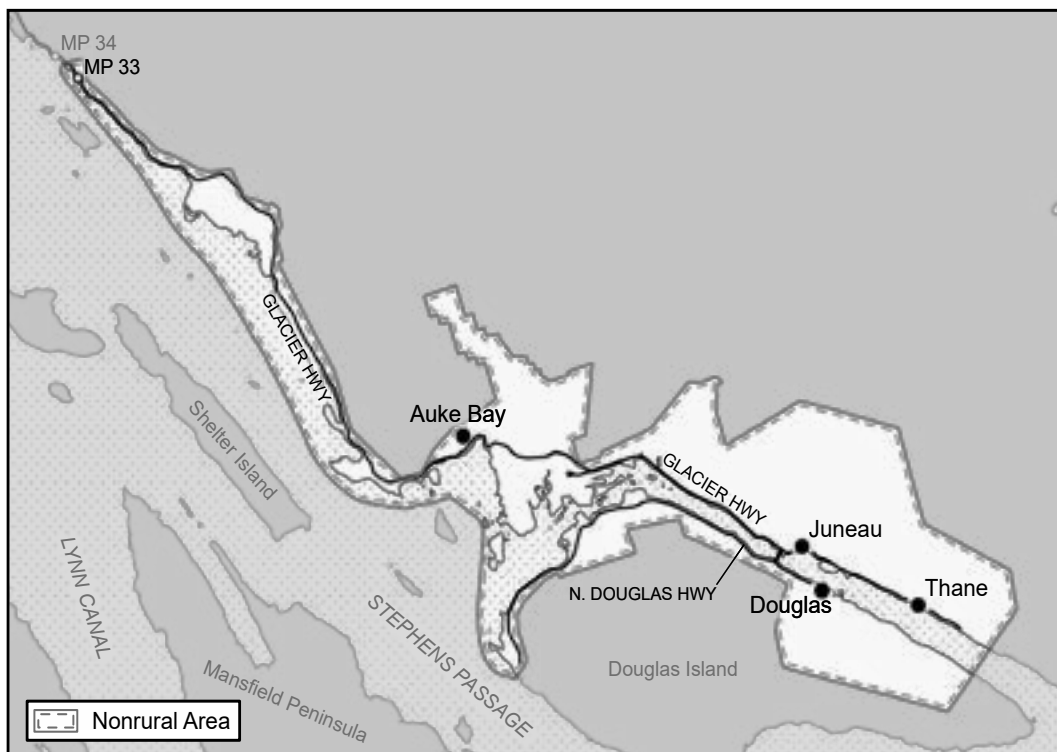 MP 34
MP 33
GLACIER HWY
Auke Bay
Shelter Island
GLACIER HWY
Juneau
LYNN CANAL
N. DOUGLAS HWY
Douglas
Thane
STEPHENS PASSAGE
Douglas Island
Mansfield Peninsula
Nonrural Area